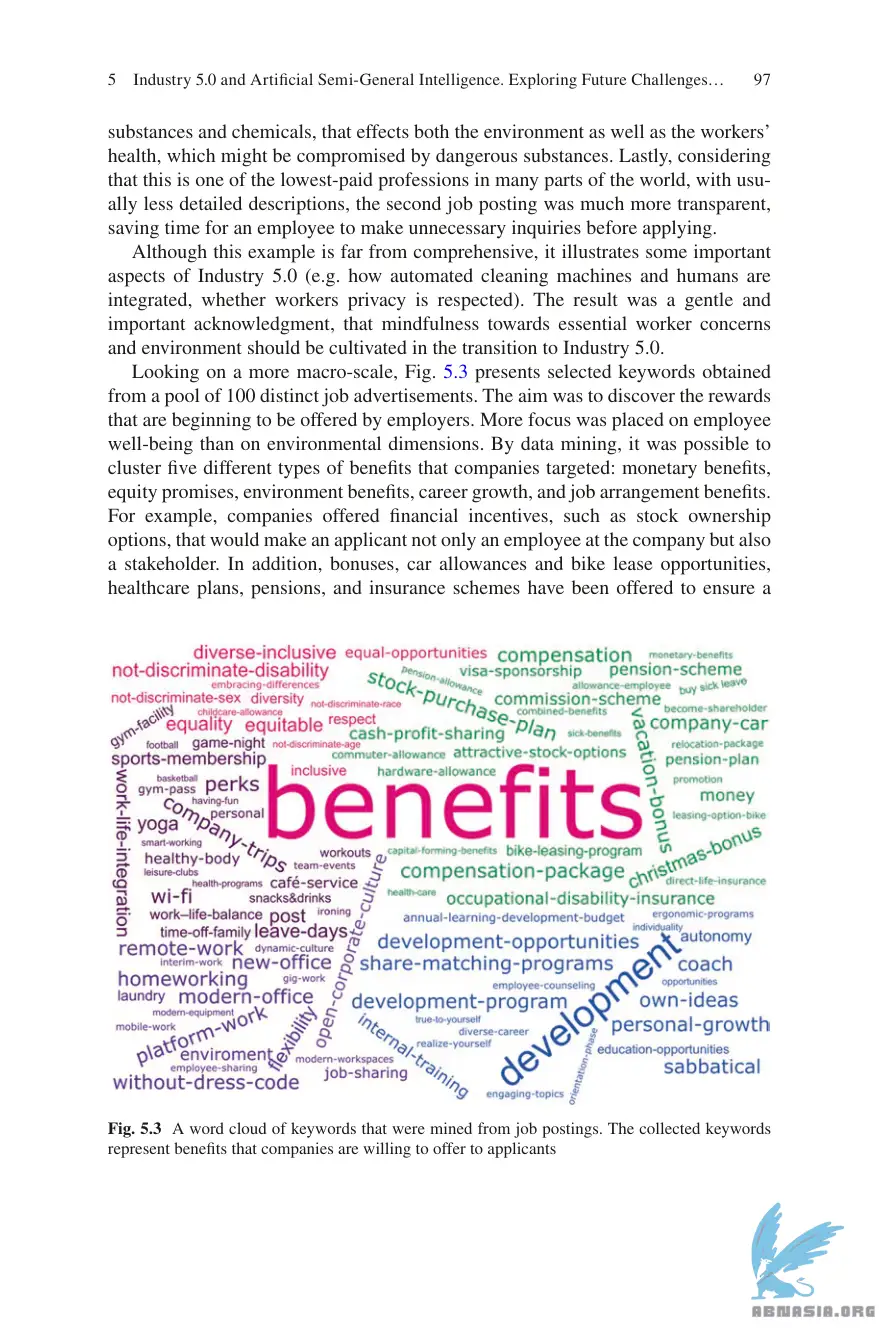 5 Industry 5.0 and Artificial Semi-General Intelligence. Exploring Future Challenges… 97
substances and chemicals, that effects both the environment as well as the workers’
health, which might be compromised by dangerous substances. Lastly, considering
that this is one of the lowest-paid professions in many parts of the world, with usu-
ally less detailed descriptions, the second job posting was much more transparent,
saving time for an employee to make unnecessary inquiries before applying.
Although this example is far from comprehensive, it illustrates some important
aspects of Industry 5.0 (e.g. how automated cleaning machines and humans are
integrated, whether workers privacy is respected). The result was a gentle and
important acknowledgment, that mindfulness towards essential worker concerns
and environment should be cultivated in the transition to Industry 5.0.
Looking on a more macro-scale, Fig. 5.3 presents selected keywords obtained
from a pool of 100 distinct job advertisements. The aim was to discover the rewards
that are beginning to be offered by employers. More focus was placed on employee
well-being than on environmental dimensions. By data mining, it was possible to
cluster five different types of benefits that companies targeted: monetary benefits,
equity promises, environment benefits, career growth, and job arrangement benefits.
For example, companies offered financial incentives, such as stock ownership
options, that would make an applicant not only an employee at the company but also
a stakeholder. In addition, bonuses, car allowances and bike lease opportunities,
healthcare plans, pensions, and insurance schemes have been offered to ensure a
diverse-inclusive equal-opportunities compensation monetary-benefits
not-discriminate-disability pension-allowance visa-sponsorship pension-scheme
embracing-differences stock-purchase-plan allowance-employee buy sick leave
not-discriminate-sex diversity not-discriminate-race commission-scheme become-shareholder
gym-facility childcare-allowance combined-benefits
equality equitable respect cash-profit-sharing sick-benefits vacation-bonus company-car
football game-night not-discriminate-age commuter-allowance attractive-stock-options relocation-package
sports-membership inclusive hardware-allowance pension-plan
work-life-integration basketball perks benefits promotion
gym-pass having-fun money
company-trips personal leasing-option-bike
yoga
smart-working workouts capital-forming-benefits bike-leasing-program christmas-bonus
healthy-body team-events
leisure-clubs compensation-package
health-programs café-service direct-life-insurance
wi-fi snacks&drinks health-care occupational-disability-insurance
work–life-balance post ironing open-corporate-culture annual-learning-development-budget ergonomic-programs
time-off-family leave-days individuality
remote-work dynamic-culture development-opportunities autonomy
interim-work new-office share-matching-programs development coach
homeworking gig-work employee-counseling opportunities
laundry modern-office development-program own-ideas
modern-equipment flexibility true-to-yourself
mobile-work platform-work internal-training diverse-career personal-growth
realize-yourself
enviroment modern-workspaces orientation-phase education-opportunities
employee-sharing job-sharing sabbatical
without-dress-code engaging-topics
Fig. 5.3 A word cloud of keywords that were mined from job postings. The collected keywords
represent benefits that companies are willing to offer to applicants
ABNASIA.ORG